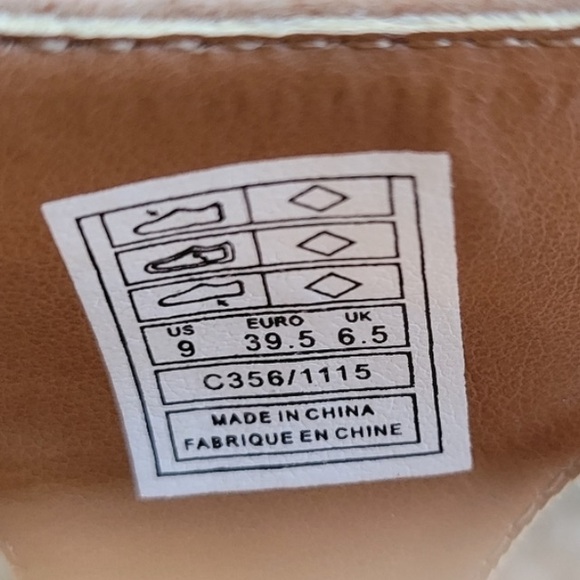 US EURO UK
9 39.5 6.5
C356/1115
MADE IN CHINA
FABRIQUE EN CHINE